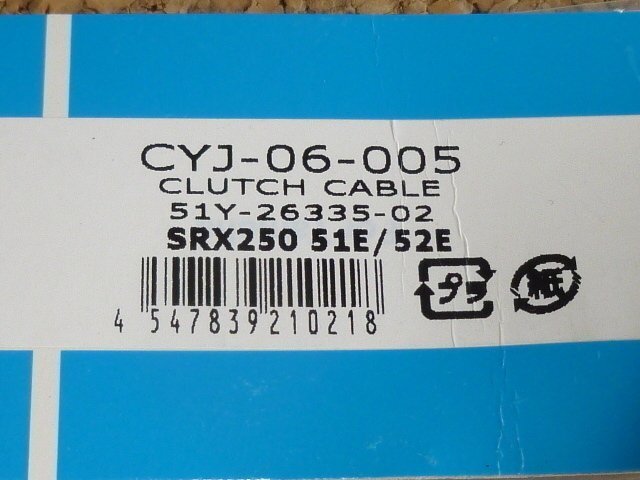 CYJ-06-005
CLUTCH CABLE
51Y-26335-02
SRX250 51E/52E
4 547839 210218
プラ
紙